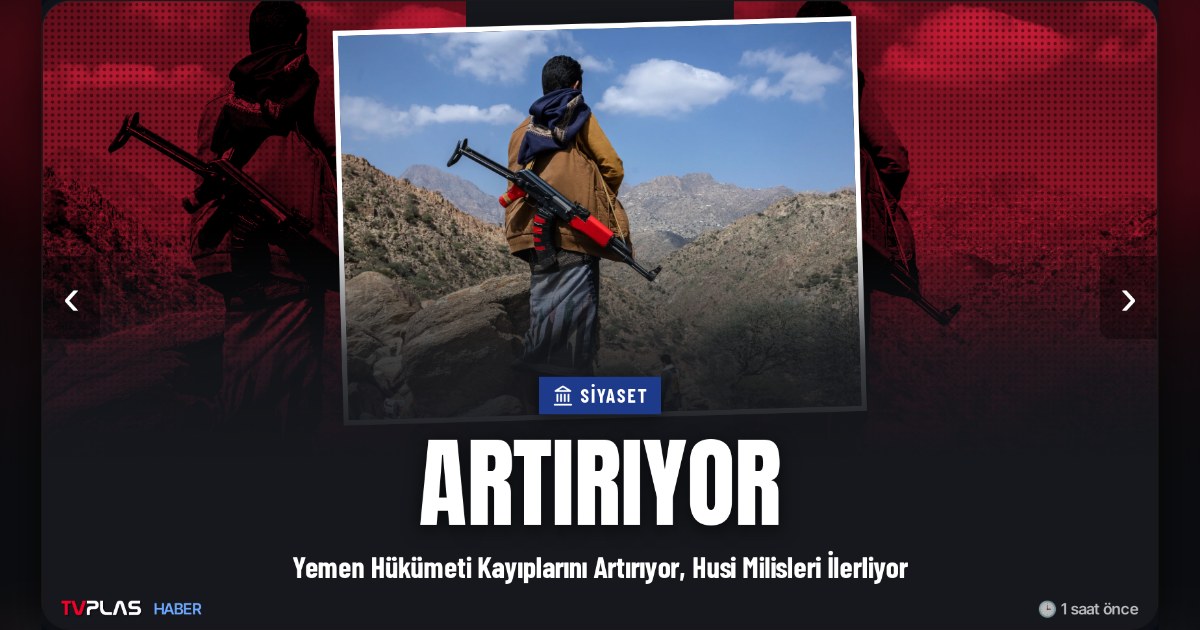 SİYASET
ARTIRIYOR
Yemen Hükümeti Kayıplarını Artırıyor, Husi Milisleri İlerliyor
TVPLAS HABER
1 saat önce